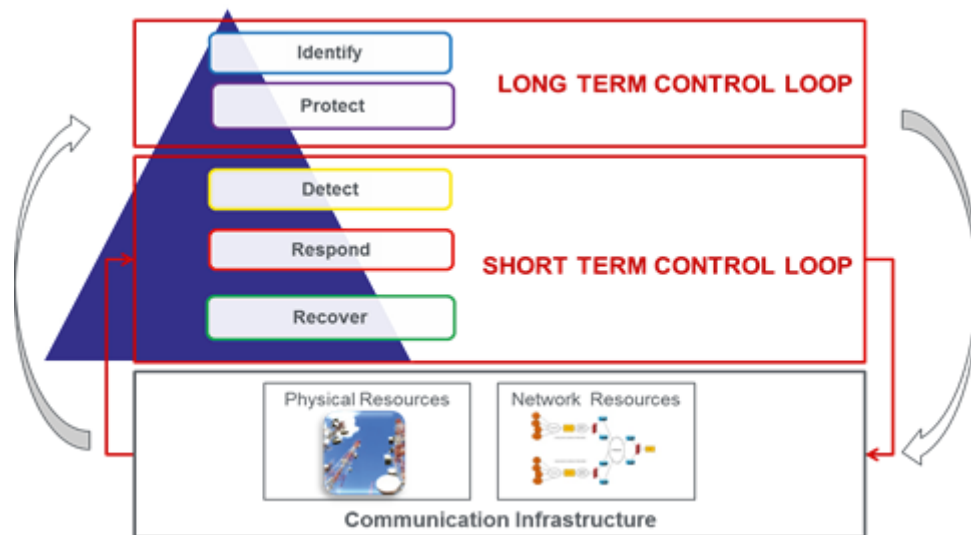 Identify
LONG TERM CONTROL LOOP
Protect
Detect
Respond
SHORT TERM CONTROL LOOP
Recover
Physical Resources
Network Resources
Communication Infrastructure